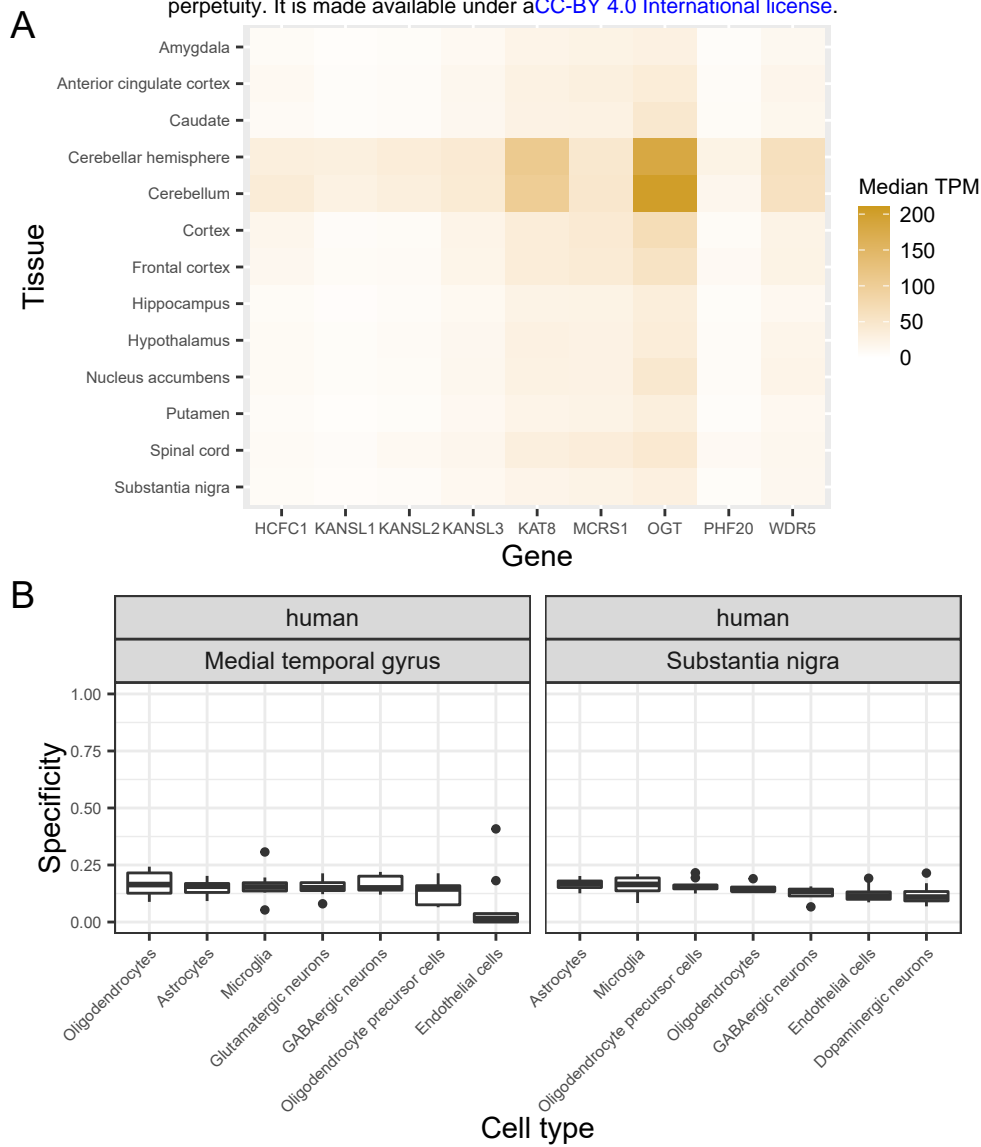 perpetuity. It is made available under aCC-BY 4.0 International license.
A
Tissue
Amygdala
Anterior cingulate cortex
Caudate
Cerebellar hemisphere
Cerebellum
Cortex
Frontal cortex
Hippocampus
Hypothalamus
Nucleus accumbens
Putamen
Spinal cord
Substantia nigra
HCFC1 KANSL1 KANSL2 KANSL3 KAT8 MCRS1 OGT PHF20 WDR5
Gene
Median TPM
200
150
100
50
0
B
human
Medial temporal gyrus
human
Substantia nigra
Specificity
1.00
0.75
0.50
0.25
0.00
Oligodendrocytes
Astrocytes
Microglia
Glutamatergic neurons
GABAergic neurons
Oligodendrocyte precursor cells
Endothelial cells
Astrocytes
Microglia
Oligodendrocyte precursor cells
Oligodendrocytes
GABAergic neurons
Endothelial cells
Dopaminergic neurons
Cell type